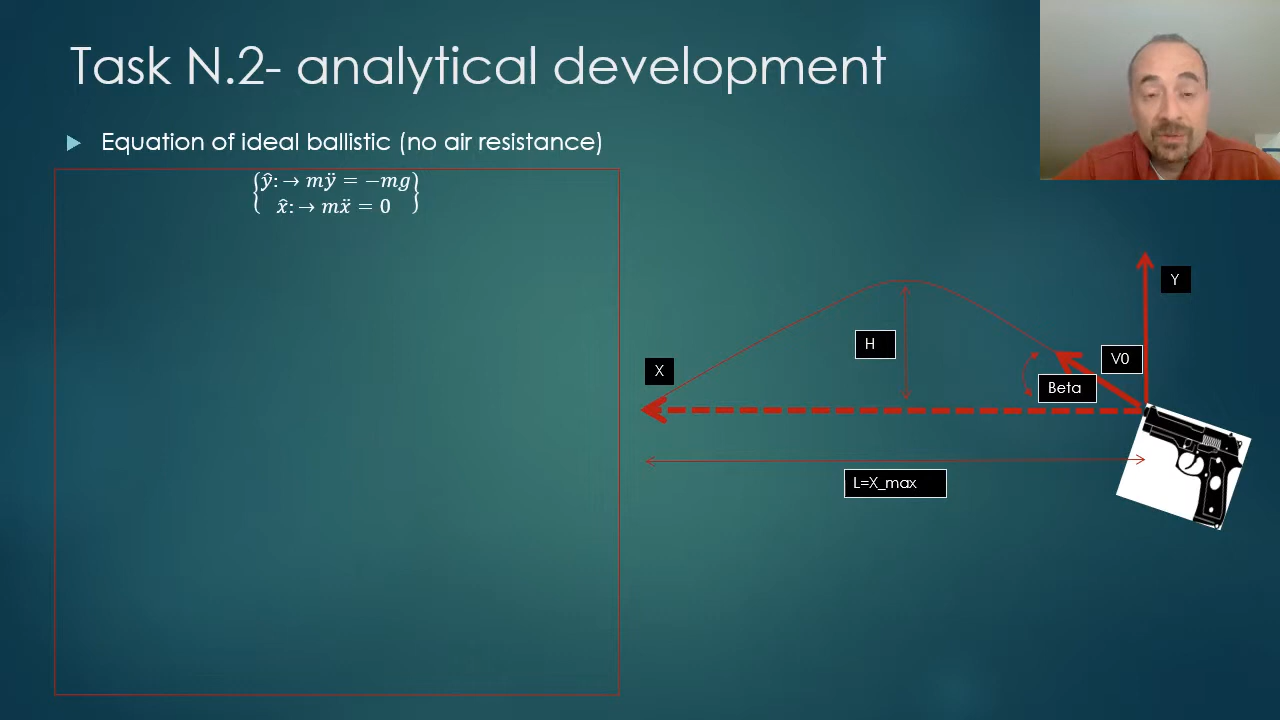 Task N.2- analytical development
Equation of ideal ballistic (no air resistance)
{ŷ: → mÿ = −mg
x̂: → mẍ = 0}
Y
H
V0
X
Beta
L=X_max